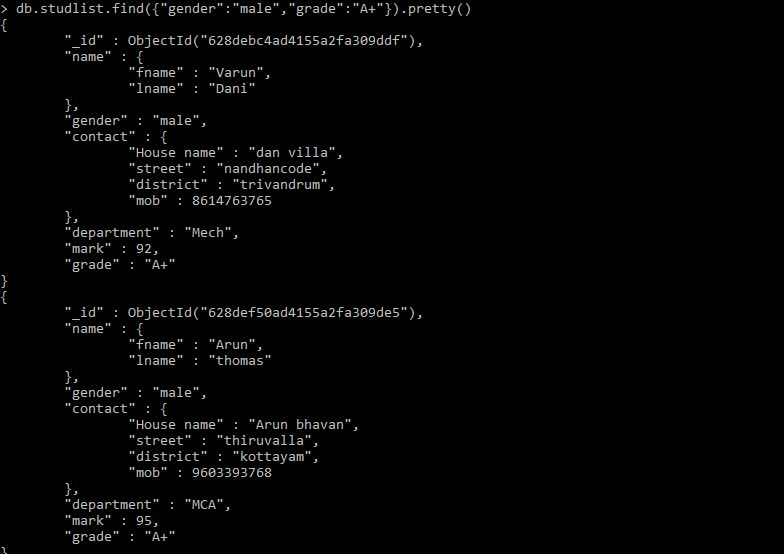 > db.studlist.find({"gender":"male","grade":"A+"}).pretty()
{
        "_id" : ObjectId("628debc4ad4155a2fa309ddf"),
        "name" : {
                "fname" : "Varun",
                "lname" : "Dani"
        },
        "gender" : "male",
        "contact" : {
                "House name" : "dan villa",
                "street" : "nandhancode",
                "district" : "trivandrum",
                "mob" : 8614763765
        },
        "department" : "Mech",
        "mark" : 92,
        "grade" : "A+"
}
{
        "_id" : ObjectId("628def50ad4155a2fa309de5"),
        "name" : {
                "fname" : "Arun",
                "lname" : "thomas"
        },
        "gender" : "male",
        "contact" : {
                "House name" : "Arun bhavan",
                "street" : "thiruvalla",
                "district" : "kottayam",
                "mob" : 9603393768
        },
        "department" : "MCA",
        "mark" : 95,
        "grade" : "A+"
}